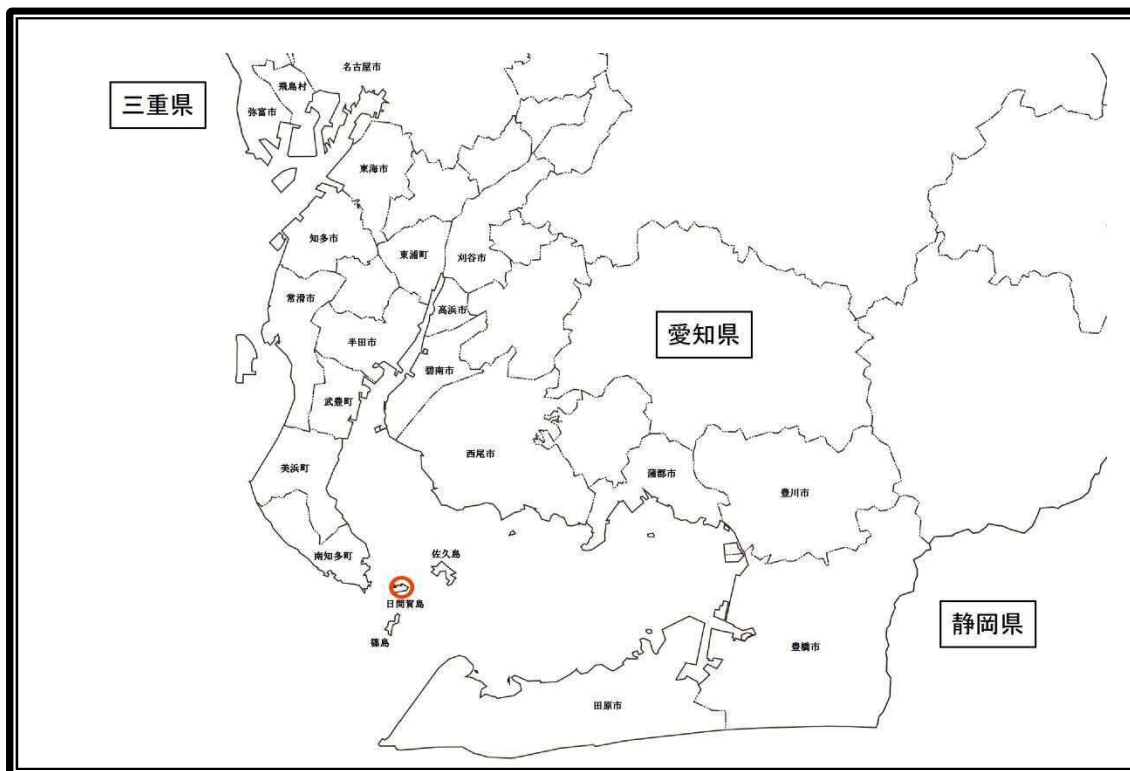 名古屋市
三重県
飛島村
弥富市
東海市
知多市
東浦町
刈谷市
常滑市
高浜市
半田市
愛知県
碧南市
武豊町
西尾市
美浜町
蒲郡市
豊川市
南知多町
佐久島
日間賀島
静岡県
篠島
豊橋市
田原市